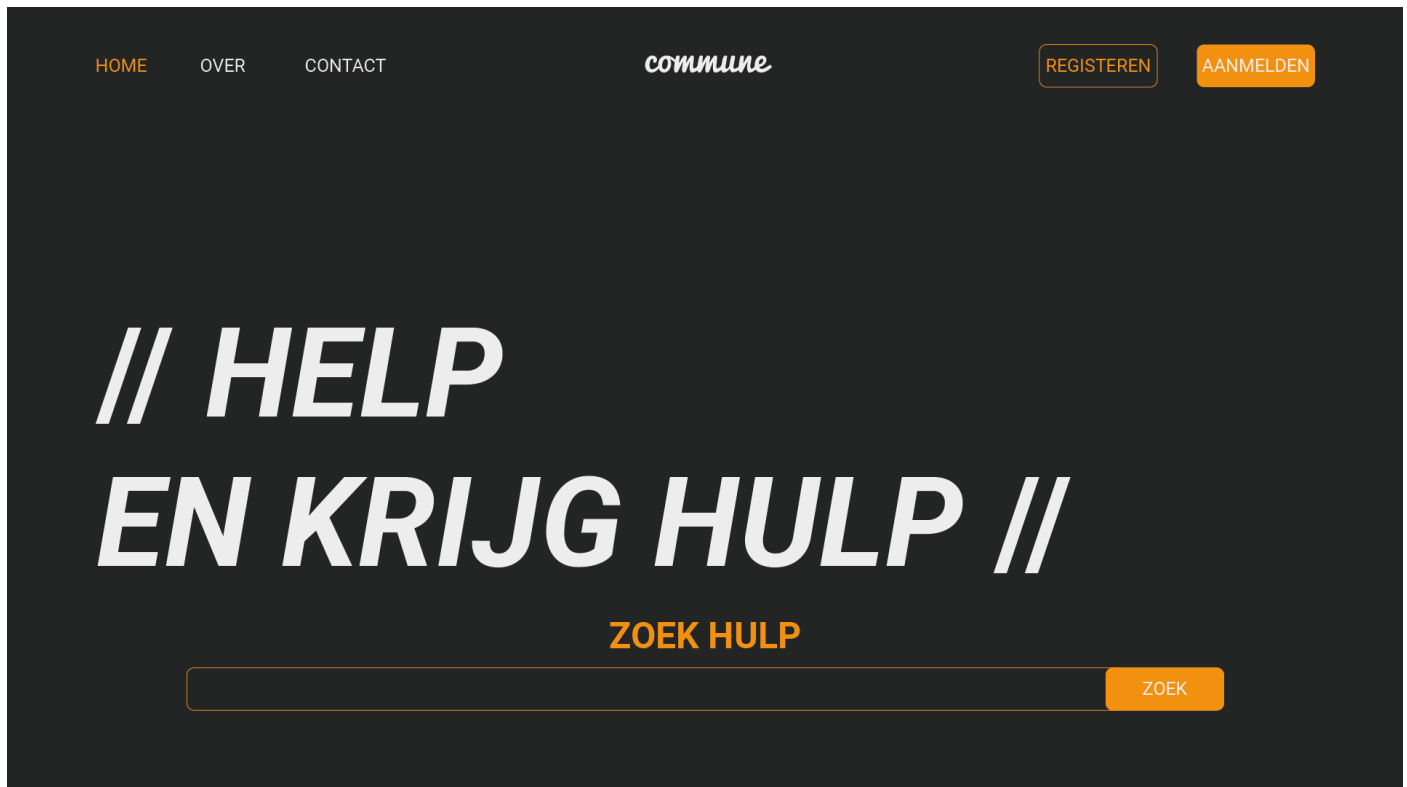 HOME OVER CONTACT commune REGISTEREN AANMELDEN
// HELP
EN KRIJG HULP //
ZOEK HULP
ZOEK